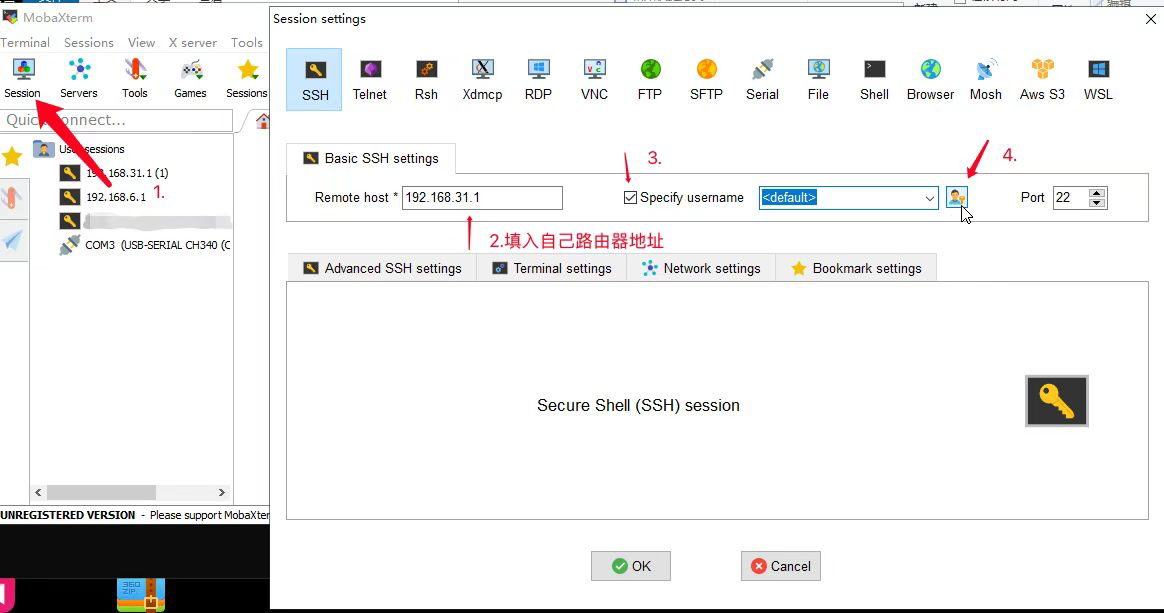 MobaXterm
Terminal Sessions View X server Tools
Session Servers Tools Games Sessions
Quick connect...
User sessions
192.168.31.1 (1)
192.168.6.1
1.
COM3 (USB-SERIAL CH340 (C
UNREGISTERED VERSION - Please support MobaXter
360
ZIP
Session settings
SSH Telnet Rsh Xdmcp RDP VNC FTP SFTP Serial File Shell Browser Mosh Aws S3 WSL
Basic SSH settings
3.
4.
Remote host * 192.168.31.1 Specify username <default> Port 22
2.填入自己路由器地址
Advanced SSH settings Terminal settings Network settings Bookmark settings
Secure Shell (SSH) session
OK Cancel